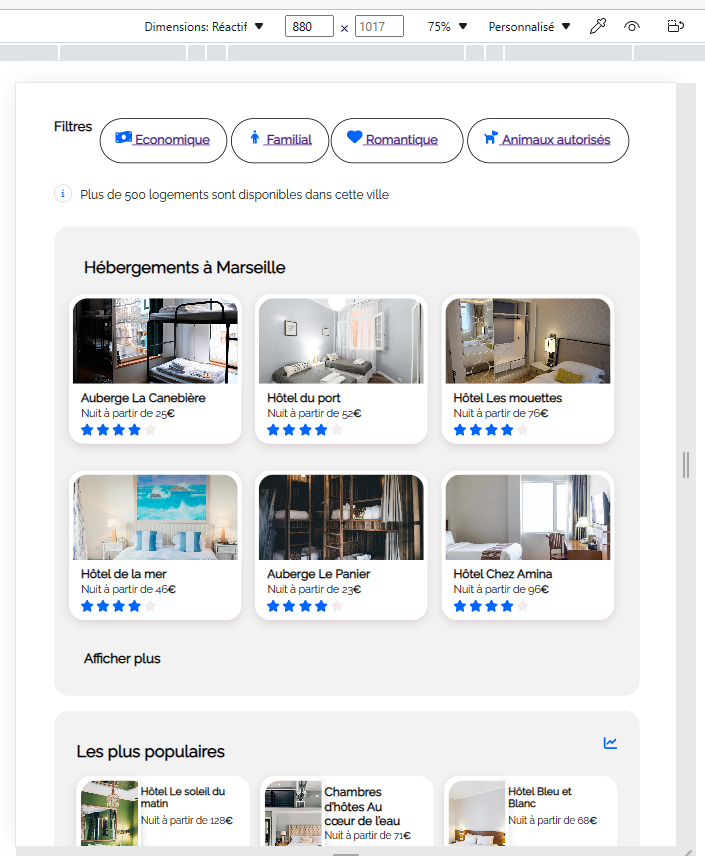 Dimensions: Réactif ▼ 880 × 1017 75% ▼ Personnalisé ▼
Filtres Economique Familial Romantique Animaux autorisés
i Plus de 500 logements sont disponibles dans cette ville
Hébergements à Marseille
Auberge La Canebière
Nuit à partir de 25€
Hôtel du port
Nuit à partir de 52€
Hôtel Les mouettes
Nuit à partir de 76€
Hôtel de la mer
Nuit à partir de 46€
Auberge Le Panier
Nuit à partir de 23€
Hôtel Chez Amina
Nuit à partir de 96€
Afficher plus
Les plus populaires
Hôtel Le soleil du
matin
Nuit à partir de 128€
Chambres
d'hôtes Au
cœur de l'eau
Nuit à partir de 71€
Hôtel Bleu et
Blanc
Nuit à partir de 68€